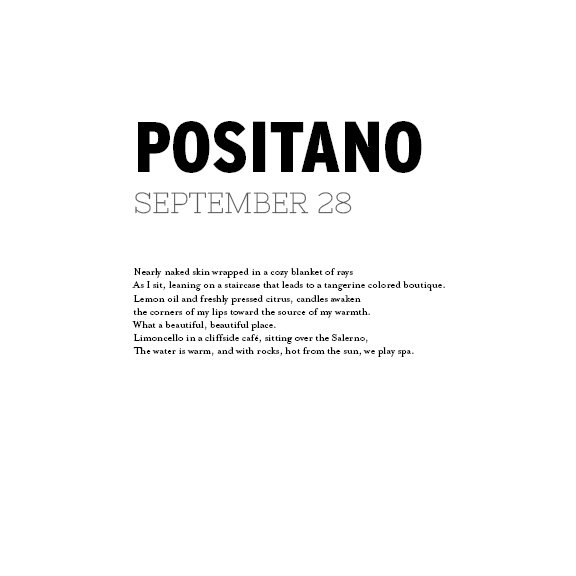 POSITANO
SEPTEMBER 28
Nearly naked skin wrapped in a cozy blanket of rays
As I sit, leaning on a staircase that leads to a tangerine colored boutique.
Lemon oil and freshly pressed citrus, candles awaken
the corners of my lips toward the source of my warmth.
What a beautiful, beautiful place.
Limoncello in a cliffside café, sitting over the Salerno,
The water is warm, and with rocks, hot from the sun, we play spa.